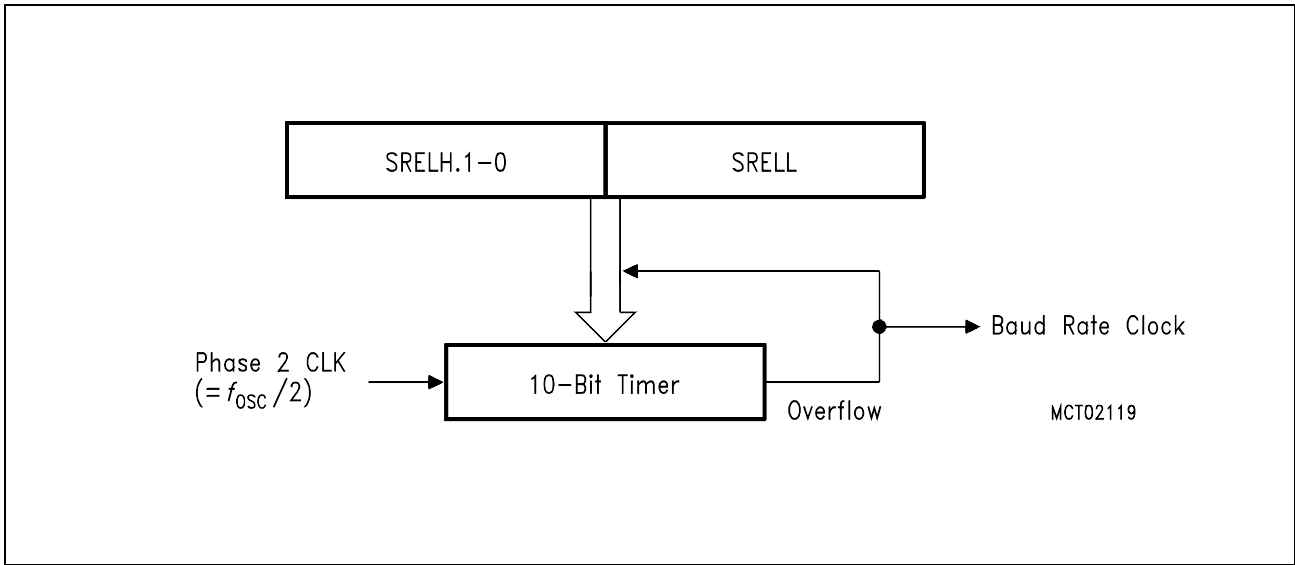 SRELH.1-0
SRELL
Baud Rate Clock
Phase 2 CLK
(= fOSC/2)
10-Bit Timer
Overflow
MCT02119